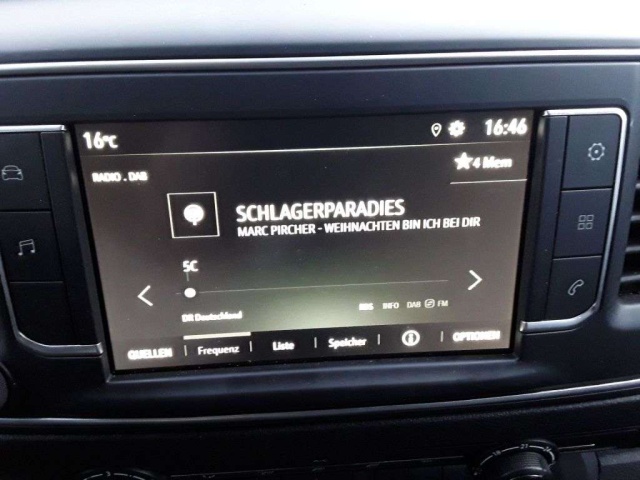 16°C
16:46
RADIO . DAB
4 Mem
SCHLAGERPARADIES
MARC PIRCHER - WEIHNACHTEN BIN ICH BEI DIR
5C
DR Deutschland
RDS INFO DAB FM
QUELLEN Frequenz Liste Speicher OPTIONEN